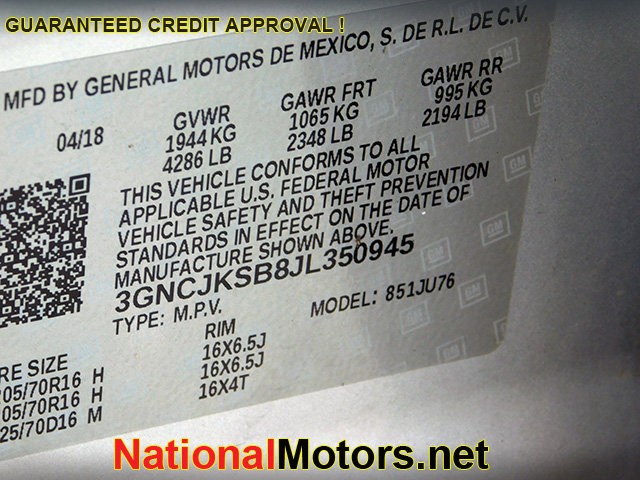 GUARANTEED CREDIT APPROVAL !
MFD BY GENERAL MOTORS DE MEXICO, S. DE R.L. DE C.V.
04/18 GVWR GAWR FRT GAWR RR
1944 KG 1065 KG 995 KG
4286 LB 2348 LB 2194 LB
THIS VEHICLE CONFORMS TO ALL
APPLICABLE U.S. FEDERAL MOTOR
VEHICLE SAFETY AND THEFT PREVENTION
STANDARDS IN EFFECT ON THE DATE OF
MANUFACTURE SHOWN ABOVE.
3GNCJKSB8JL350945
TYPE: M.P.V. MODEL: 851JU76
RE SIZE RIM
05/70R16 H 16X6.5J
05/70R16 H 16X6.5J
25/70D16 M 16X4T
NationalMotors.net